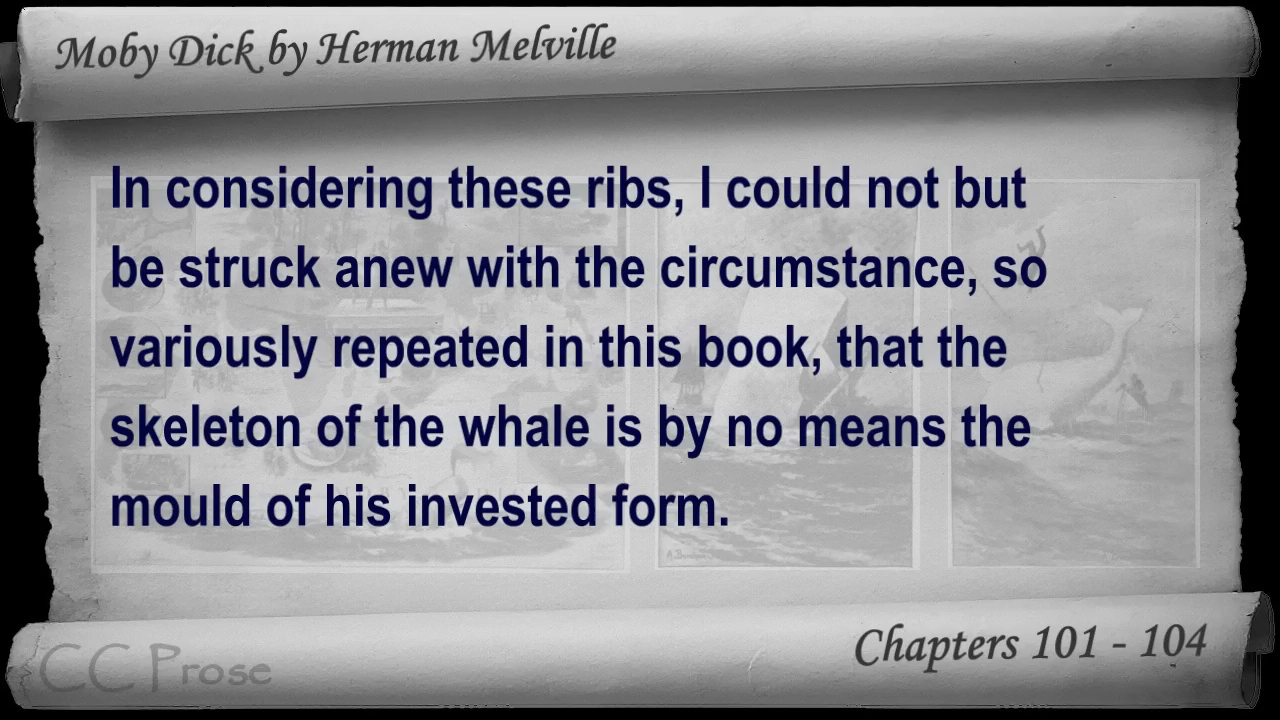 Moby Dick by Herman Melville
In considering these ribs, I could not but
be struck anew with the circumstance, so
variously repeated in this book, that the
skeleton of the whale is by no means the
mould of his invested form.
Chapters 101 - 104
CC Prose